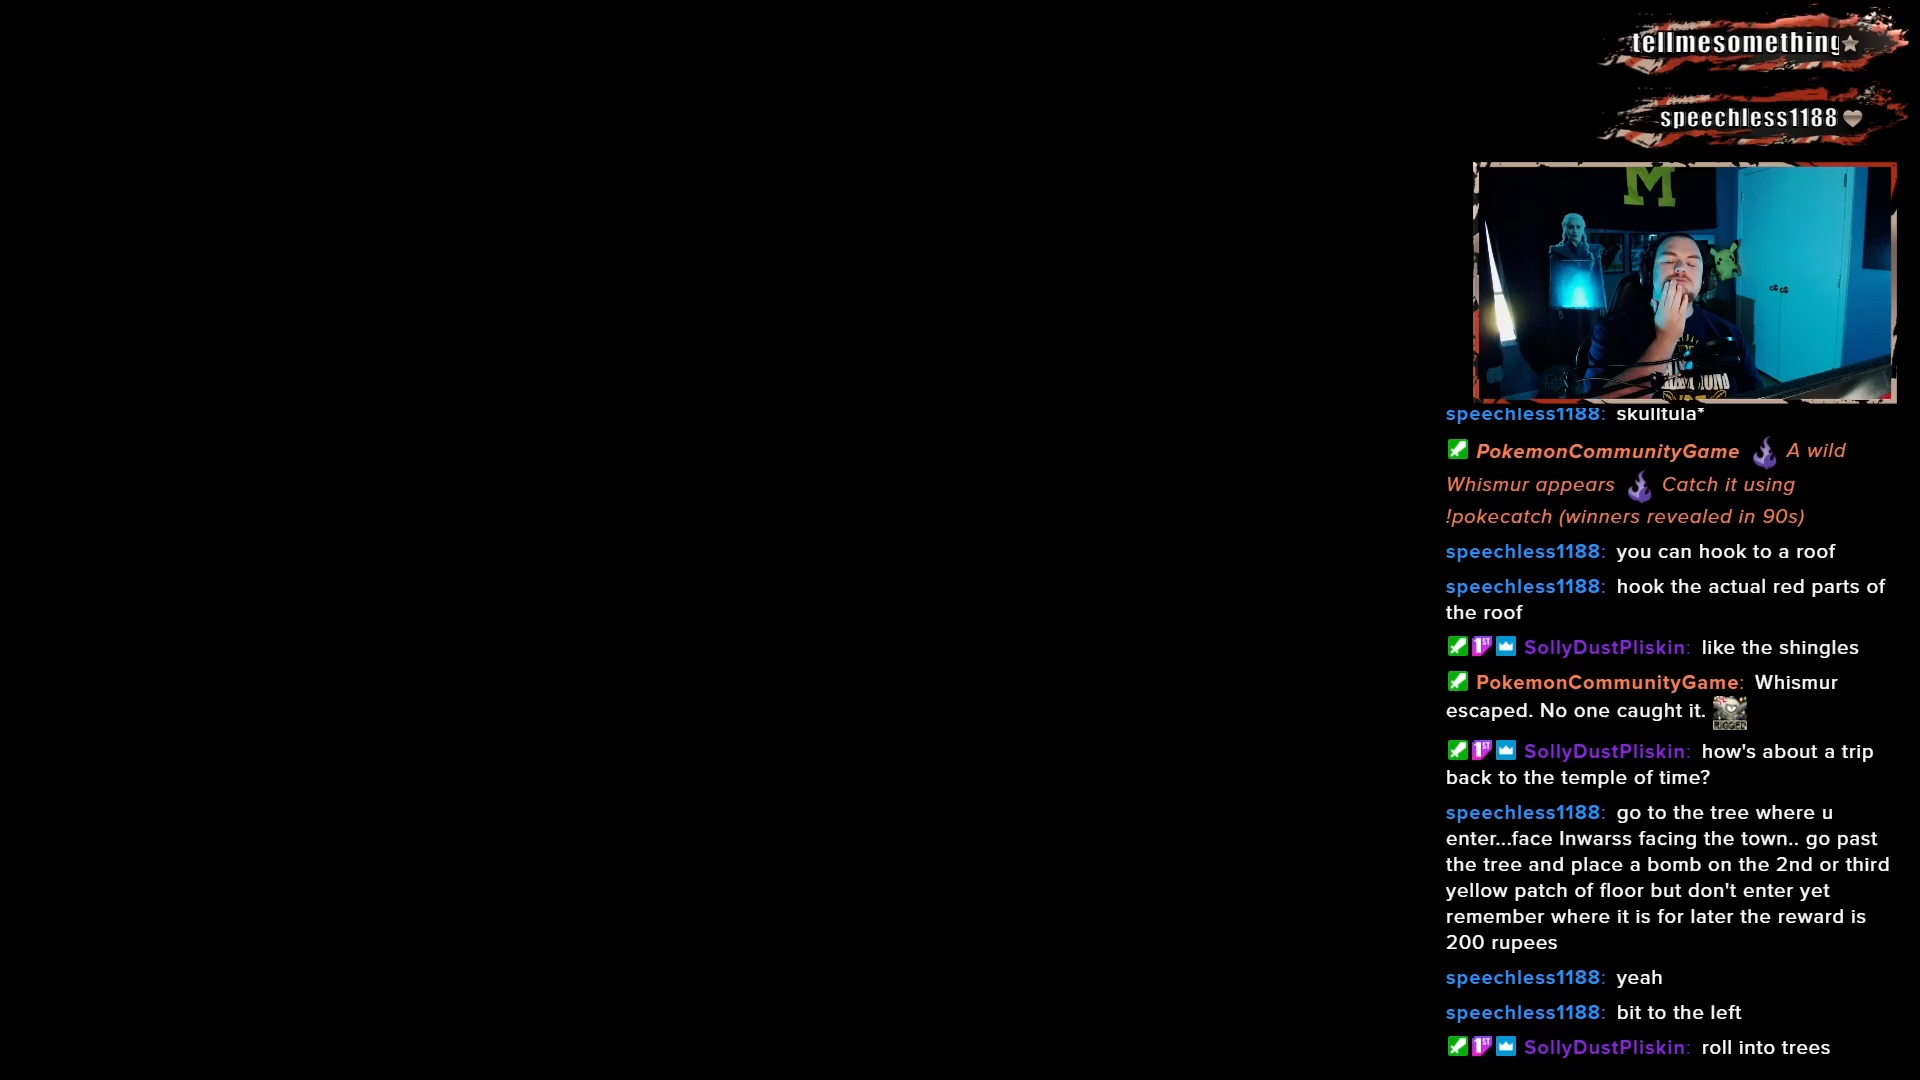 tellmesomething
speechless1188
M
speechless1188: skulltula*
PokemonCommunityGame A wild
Whismur appears Catch it using
!pokecatch (winners revealed in 90s)
speechless1188: you can hook to a roof
speechless1188: hook the actual red parts of
the roof
1ST SollyDustPliskin: like the shingles
PokemonCommunityGame: Whismur
escaped. No one caught it. RIGGED
1ST SollyDustPliskin: how's about a trip
back to the temple of time?
speechless1188: go to the tree where u
enter...face Inwarss facing the town.. go past
the tree and place a bomb on the 2nd or third
yellow patch of floor but don't enter yet
remember where it is for later the reward is
200 rupees
speechless1188: yeah
speechless1188: bit to the left
1ST SollyDustPliskin: roll into trees